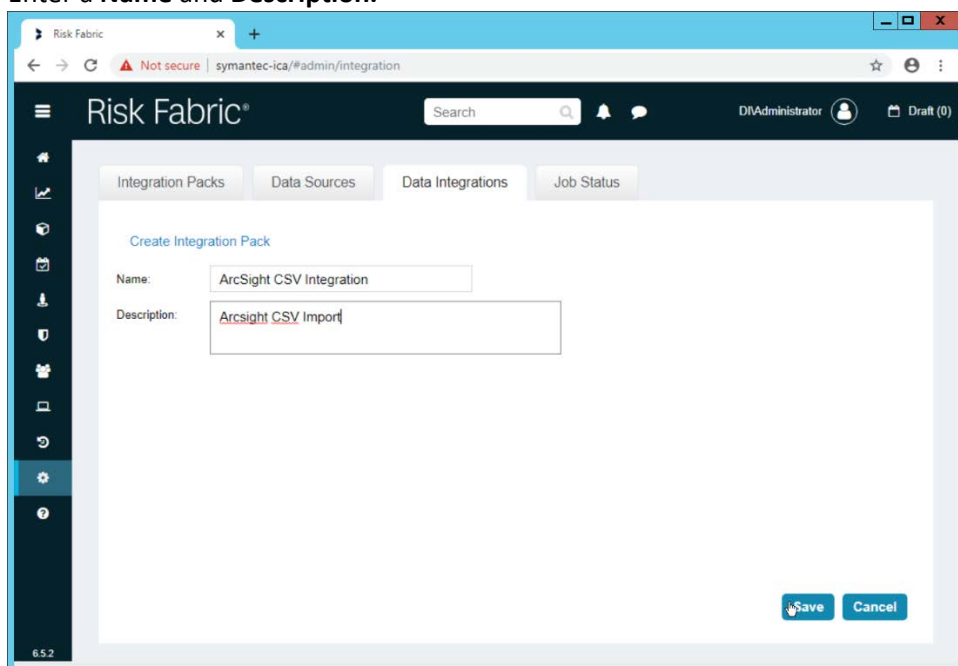 Enter a Name and Description.
Risk Fabric
Not secure | symantec-ica/#admin/integration
Risk Fabric®
Search
DI\Administrator
Draft (0)
Integration Packs
Data Sources
Data Integrations
Job Status
Create Integration Pack
Name:
ArcSight CSV Integration
Description:
Arcsight CSV Import
Save
Cancel
6.5.2